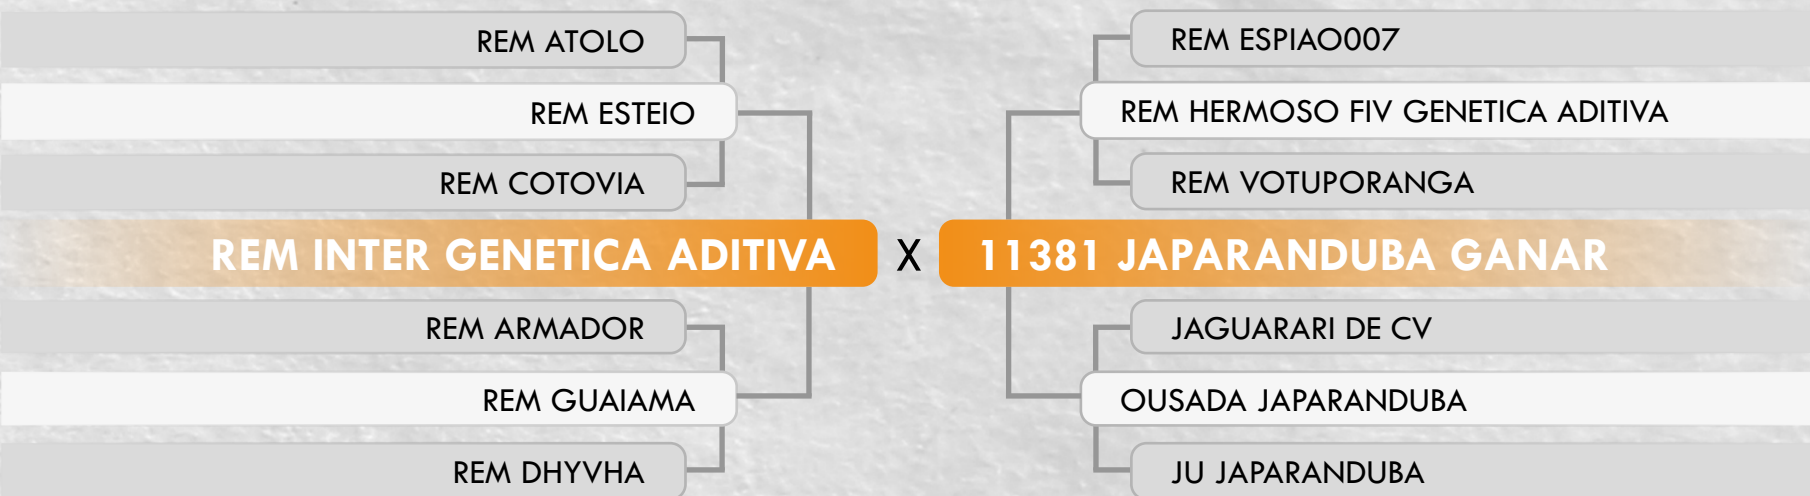 REM ATOLO
REM ESTEIO
REM COTOVIA
REM INTER GENETICA ADITIVA
REM ARMADOR
REM GUAIAMA
REM DHYVHA
X
REM ESPIAO007
REM HERMOSO FIV GENETICA ADITIVA
REM VOTUPORANGA
11381 JAPARANDUBA GANAR
JAGUARARI DE CV
OUSADA JAPARANDUBA
JU JAPARANDUBA